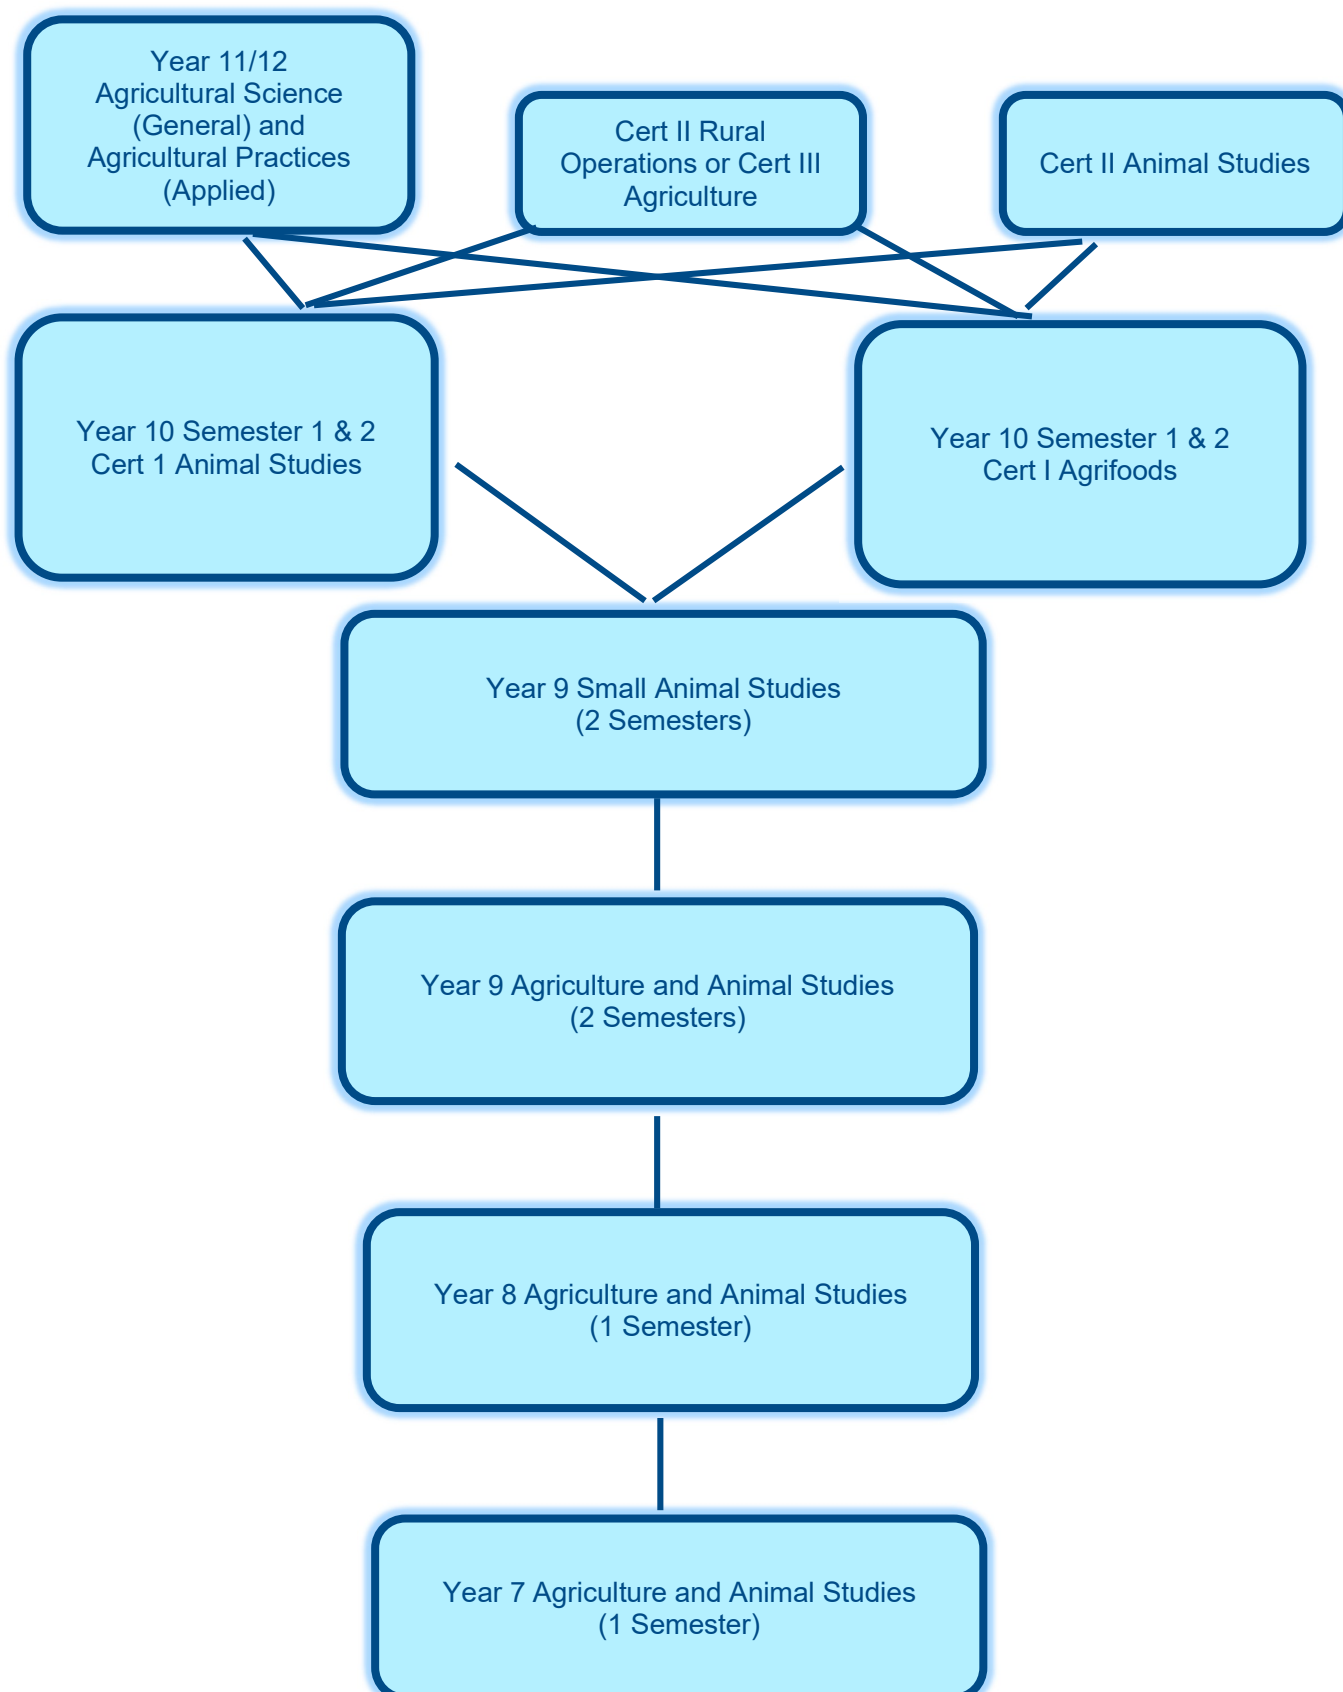 Year 11/12
Agricultural Science
(General) and
Agricultural Practices
(Applied)
Cert II Rural
Operations or Cert III
Agriculture
Cert II Animal Studies
Year 10 Semester 1 & 2
Cert 1 Animal Studies
Year 10 Semester 1 & 2
Cert I Agrifoods
Year 9 Small Animal Studies
(2 Semesters)
Year 9 Agriculture and Animal Studies
(2 Semesters)
Year 8 Agriculture and Animal Studies
(1 Semester)
Year 7 Agriculture and Animal Studies
(1 Semester)